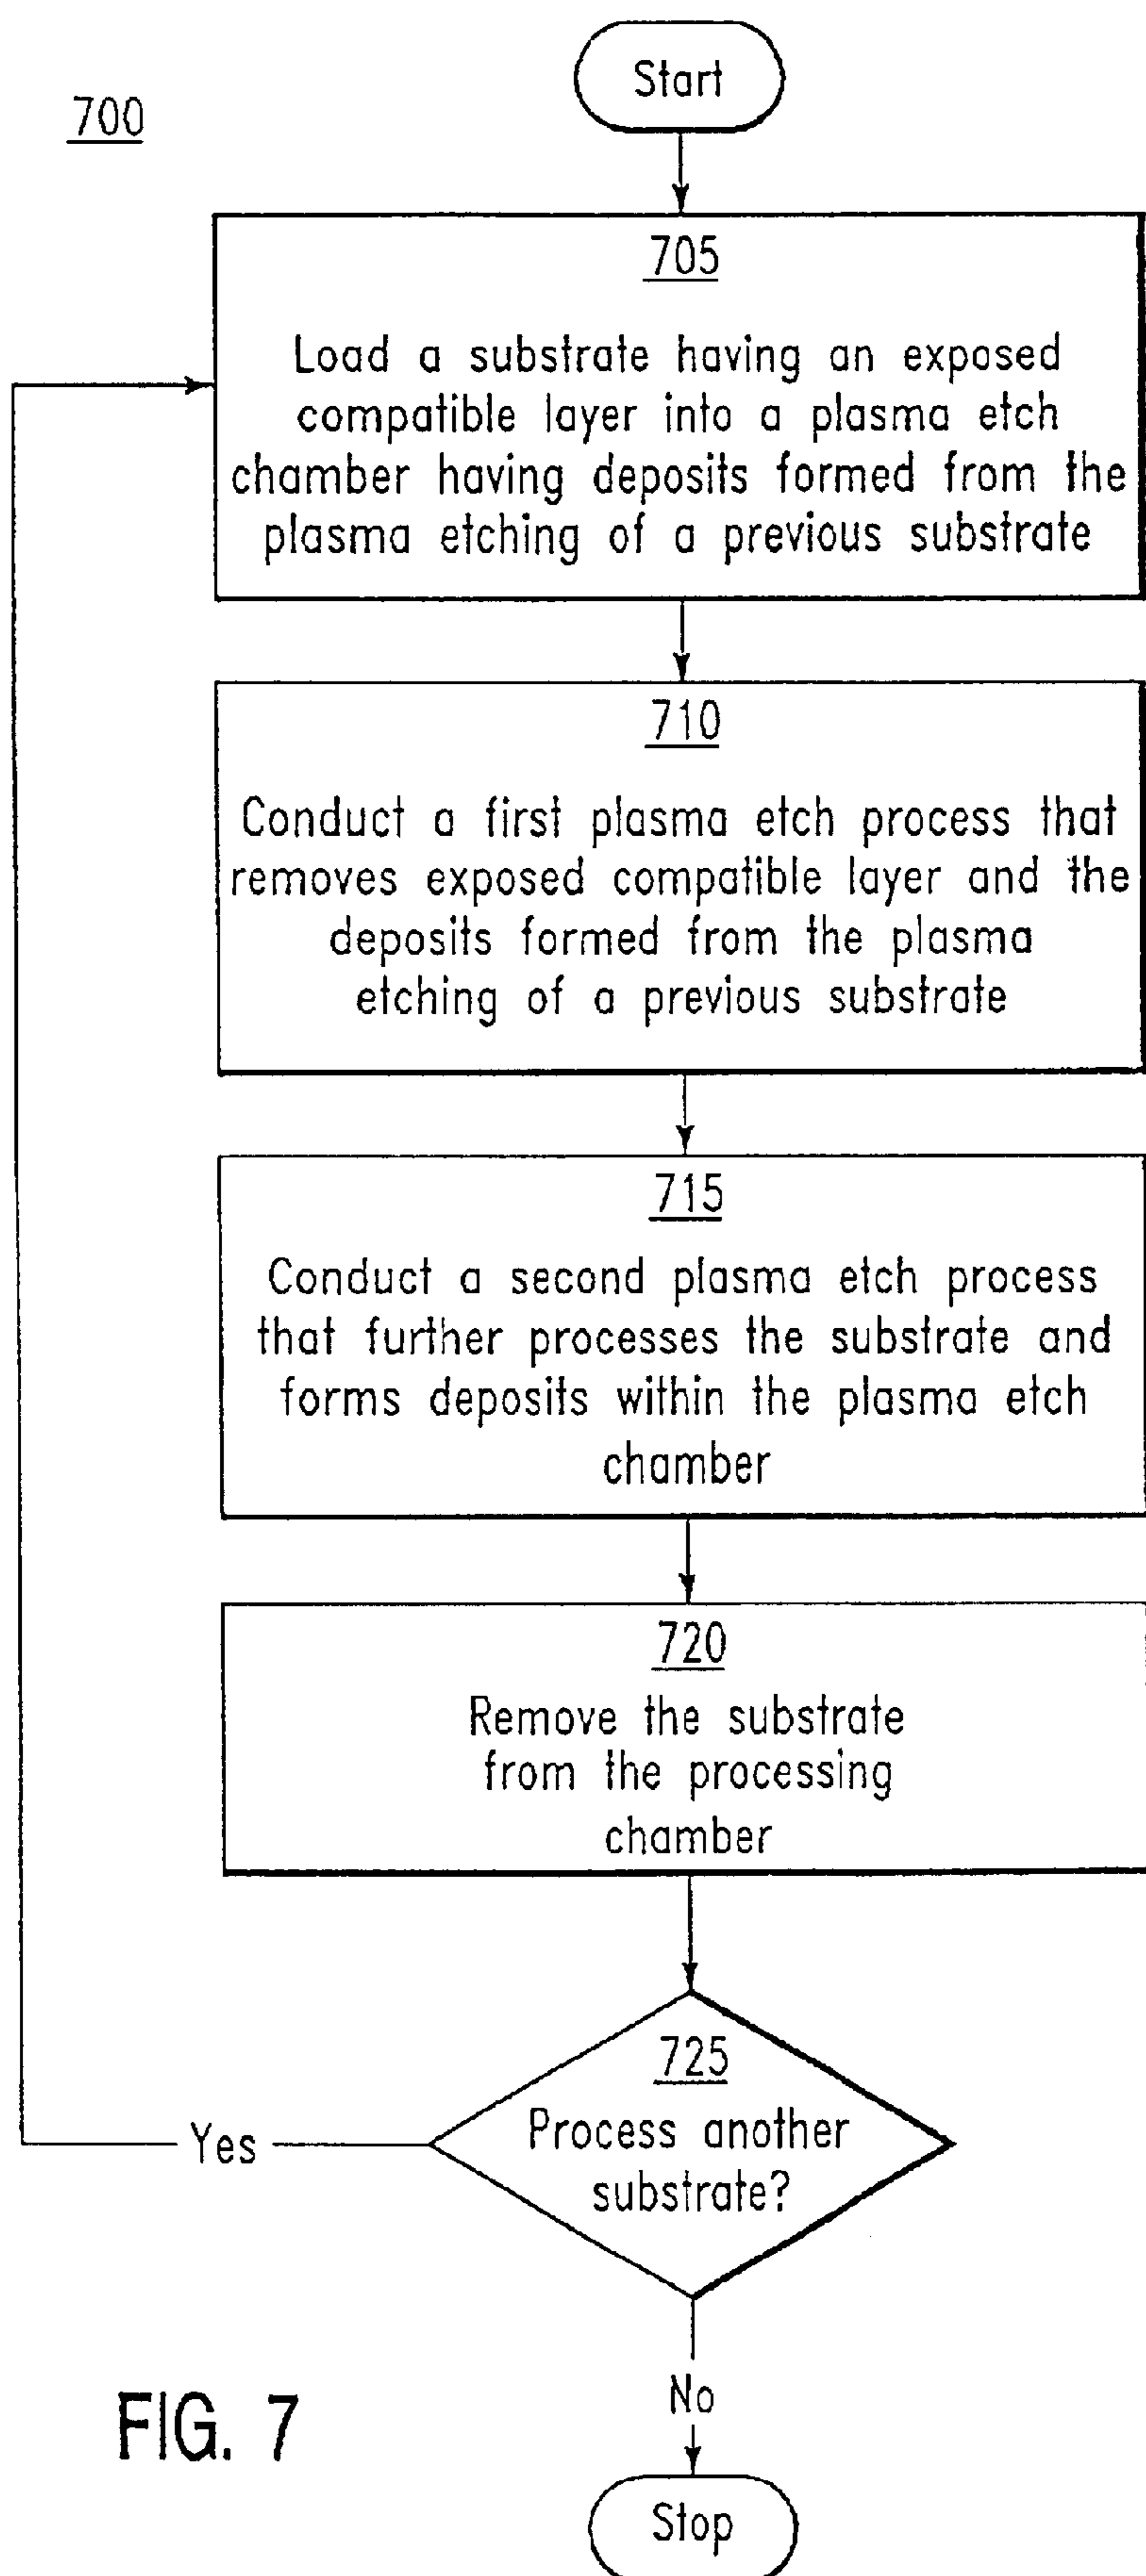 Start
700
705
Load a substrate having an exposed
compatible layer into a plasma etch
chamber having deposits formed from the
plasma etching of a previous substrate
710
Conduct a first plasma etch process that
removes exposed compatible layer and the
deposits formed from the plasma
etching of a previous substrate
715
Conduct a second plasma etch process
that further processes the substrate and
forms deposits within the plasma etch
chamber
720
Remove the substrate
from the processing
chamber
725
Process another
substrate?
Yes
No
FIG. 7
Stop